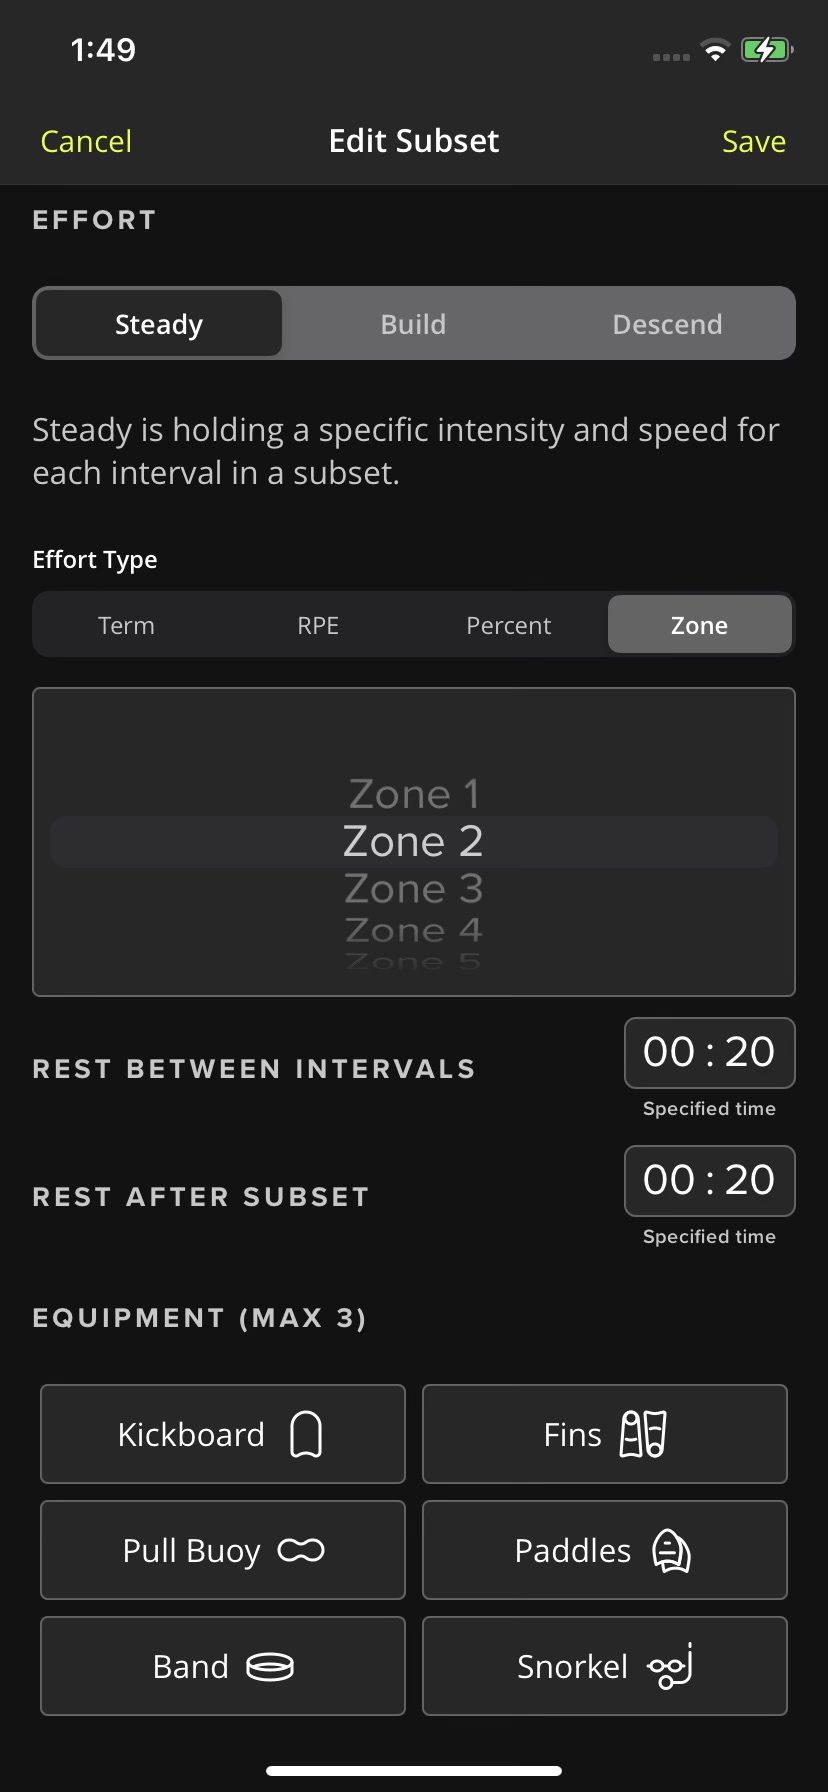 1:49
Cancel
Edit Subset
Save
EFFORT
Steady
Build
Descend
Steady is holding a specific intensity and speed for
each interval in a subset.
Effort Type
Term
RPE
Percent
Zone
Zone 1
Zone 2
Zone 3
Zone 4
Zone 5
REST BETWEEN INTERVALS
00 : 20
Specified time
REST AFTER SUBSET
00 : 20
Specified time
EQUIPMENT (MAX 3)
Kickboard
Fins
Pull Buoy
Paddles
Band
Snorkel